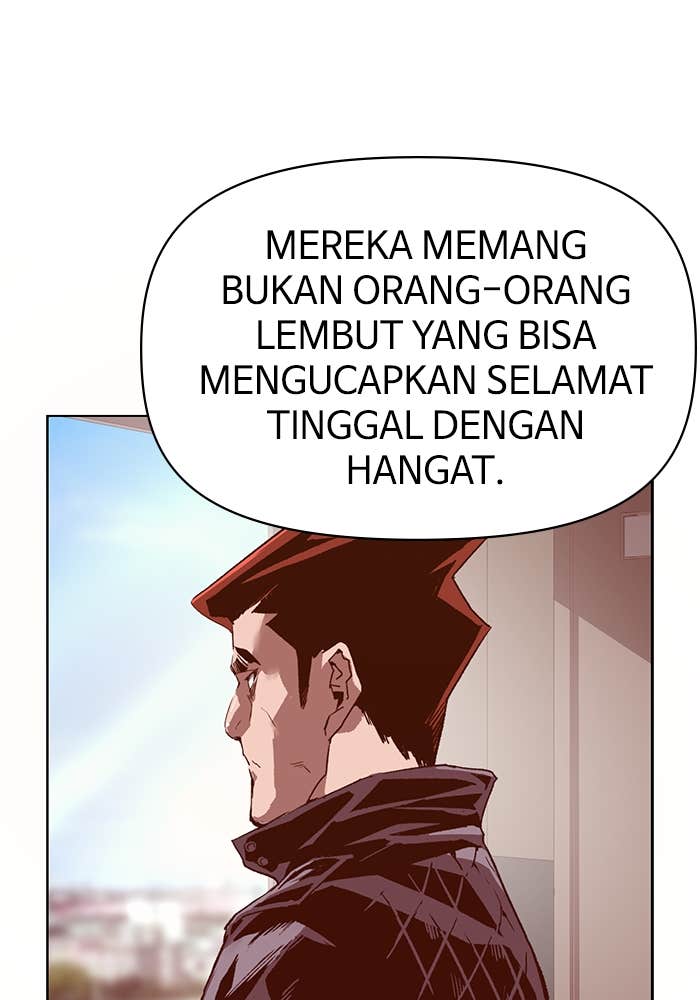 MEREKA MEMANG
BUKAN ORANG-ORANG
LEMBUT YANG BISA
MENGUCAPKAN SELAMAT
TINGGAL DENGAN
HANGAT.